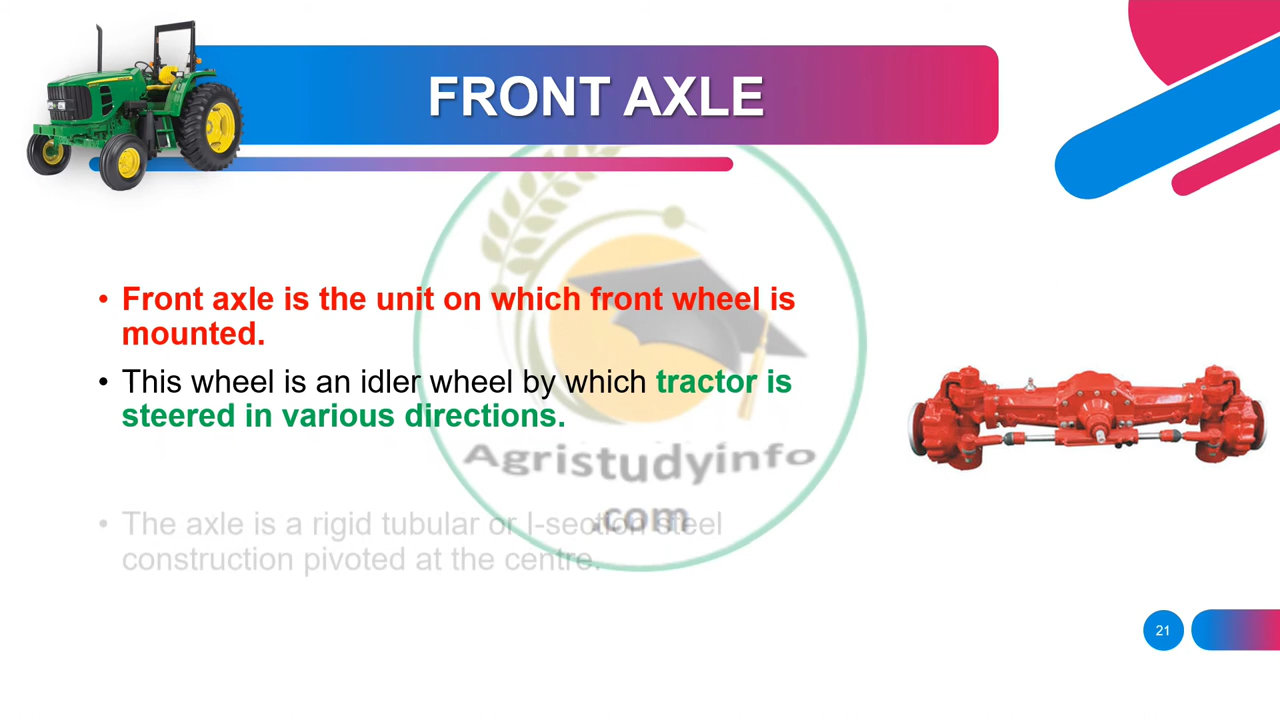 FRONT AXLE
• Front axle is the unit on which front wheel is
mounted.
• This wheel is an idler wheel by which tractor is
steered in various directions.
Agristudyinfo
.com
• The axle is a rigid tubular or I-section steel
construction pivoted at the centre.
21